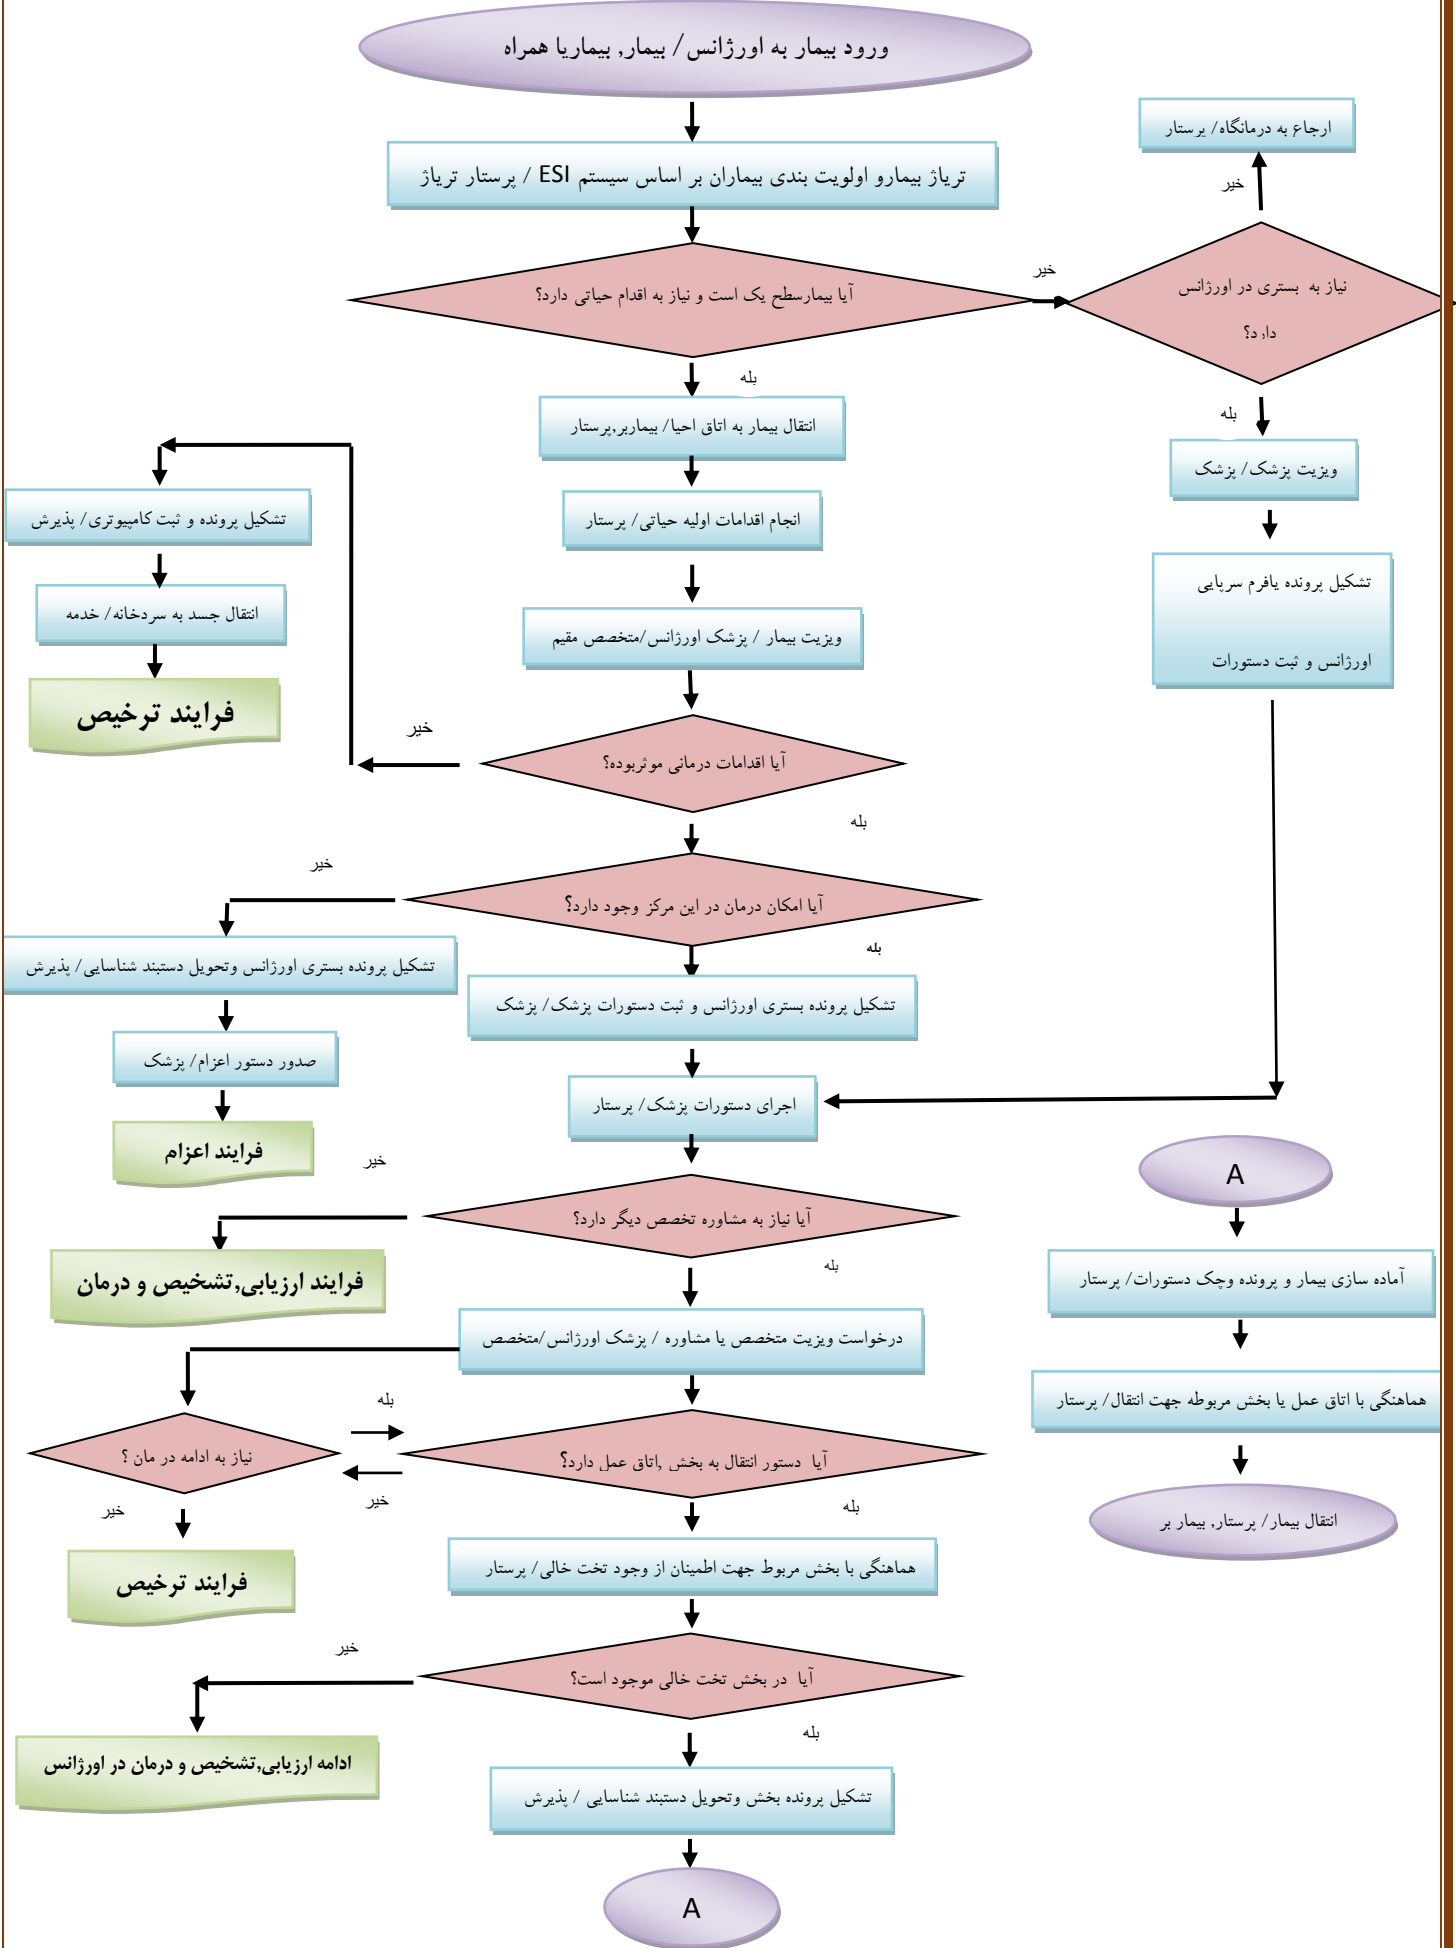 ورود بیمار به اورژانس/ بیمار, بیماریا همراه
ارجاع به درمانگاه/ پرستار
خیر
تریاژ بیمارو اولویت بندی بیماران بر اساس سیستم ESI / پرستار تریاژ
آیا بیمارسطح یک است و نیاز به اقدام حیاتی دارد؟
خیر
نیاز به بستری در اورژانس
دارد؟
بله
بله
انتقال بیمار به اتاق احیا/ بیماربر,پرستار
ویزیت پزشک/ پزشک
تشکیل پرونده و ثبت کامپیوتری/ پذیرش
انجام اقدامات اولیه حیاتی/ پرستار
تشکیل پرونده یافرم سرپایی
اورژانس و ثبت دستورات
انتقال جسد به سردخانه/ خدمه
ویزیت بیمار / پزشک اورژانس/متخصص مقیم
فرایند ترخیص
خیر
آیا اقدامات درمانی موثربوده؟
بله
خیر
آیا امکان درمان در این مرکز وجود دارد؟
بله
تشکیل پرونده بستری اورژانس وتحویل دستبند شناسایی/ پذیرش
تشکیل پرونده بستری اورژانس و ثبت دستورات پزشک/ پزشک
صدور دستور اعزام/ پزشک
اجرای دستورات پزشک/ پرستار
فرایند اعزام
خیر
آیا نیاز به مشاوره تخصص دیگر دارد؟
بله
فرایند ارزیابی,تشخیص و درمان
درخواست ویزیت متخصص یا مشاوره / پزشک اورژانس/متخصص
بله
نیاز به ادامه در مان ؟
آیا دستور انتقال به بخش ,اتاق عمل دارد؟
خیر
خیر
بله
فرایند ترخیص
هماهنگی با بخش مربوط جهت اطمینان از وجود تخت خالی/ پرستار
خیر
آیا در بخش تخت خالی موجود است؟
بله
ادامه ارزیابی,تشخیص و درمان در اورژانس
تشکیل پرونده بخش وتحویل دستبند شناسایی / پذیرش
A
A
آماده سازی بیمار و پرونده وچک دستورات/ پرستار
هماهنگی با اتاق عمل یا بخش مربوطه جهت انتقال/ پرستار
انتقال بیمار/ پرستار, بیمار بر